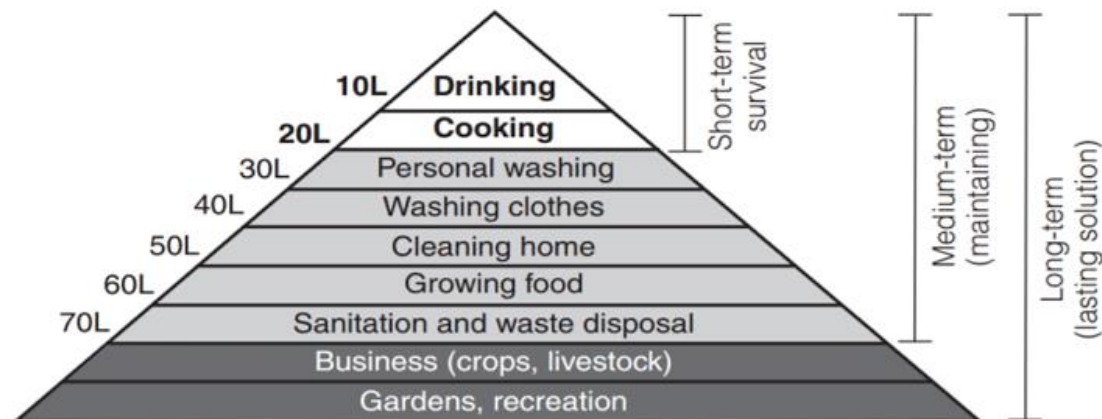 10L Drinking
20L Cooking
30L Personal washing
40L Washing clothes
50L Cleaning home
60L Growing food
70L Sanitation and waste disposal
Business (crops, livestock)
Gardens, recreation
Short-term
survival
Medium-term
(maintaining)
Long-term
(lasting solution)